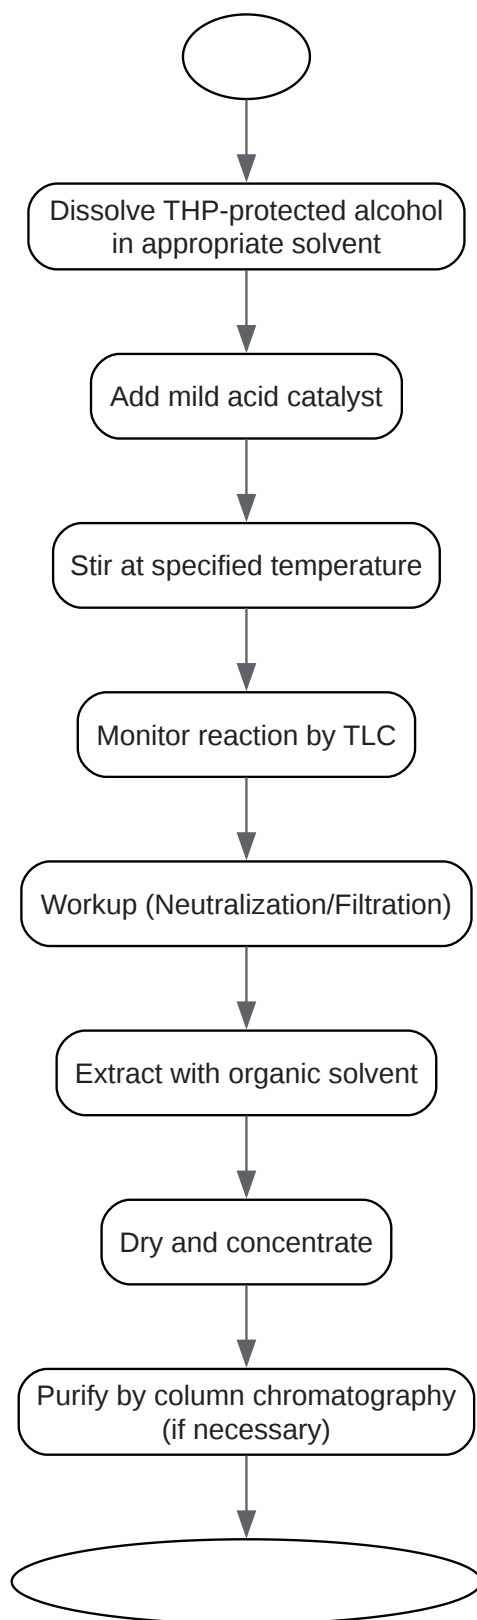 Dissolve THP-protected alcohol
in appropriate solvent
Add mild acid catalyst
Stir at specified temperature
Monitor reaction by TLC
Workup (Neutralization/Filtration)
Extract with organic solvent
Dry and concentrate
Purify by column chromatography
(if necessary)